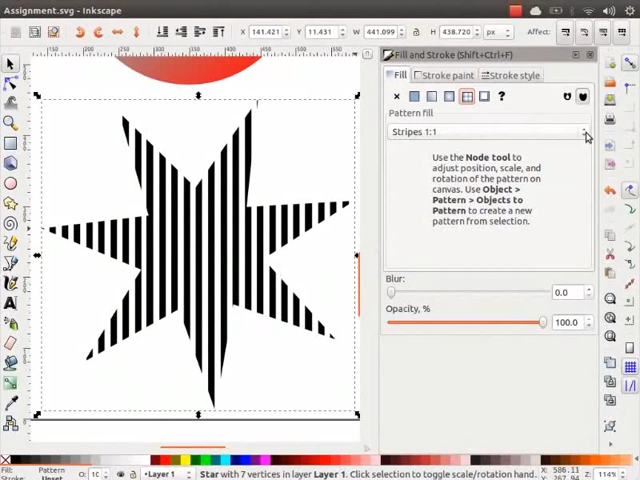 Assignment.svg - Inkscape
X 141.421 Y 11.431 W 441.099 H 438.720 px Affect:
Fill and Stroke (Shift+Ctrl+F)
Fill Stroke paint Stroke style
?
Pattern fill
Stripes 1:1
Use the Node tool to
adjust position, scale, and
rotation of the pattern on
canvas. Use Object >
Pattern > Objects to
Pattern to create a new
pattern from selection.
Blur:
0.0
Opacity, %
100.0
Fill: Pattern
Stroke: Unset
O:
Layer 1
Star with 7 vertices in layer Layer 1. Click selection to toggle scale/rotation hand.
X: 586.11
Y: 267.94
Z: 104%